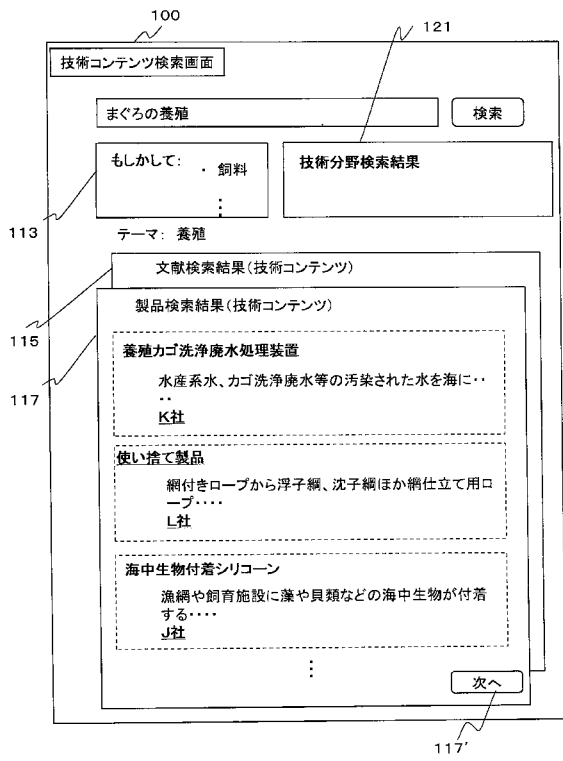 100
121
技術コンテンツ検索画面
まぐろの養殖
検索
もしかして:
・ 飼料
⋮
技術分野検索結果
113
テーマ: 養殖
文献検索結果(技術コンテンツ)
115
製品検索結果(技術コンテンツ)
117
養殖カゴ洗浄廃水処理装置
水産系水、カゴ洗浄廃水等の汚染された水を海に・・
・・
K社
使い捨て製品
網付きロープから浮子綱、沈子綱ほか網仕立て用ロ
ープ・・・・
L社
海中生物付着シリコーン
漁網や飼育施設に藻や貝類などの海中生物が付着
する・・・・
J社
⋮
次へ
117'